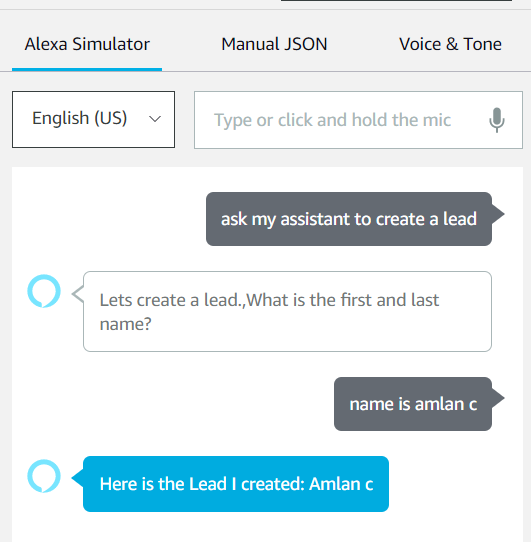 Alexa Simulator
Manual JSON
Voice & Tone
English (US)
Type or click and hold the mic
ask my assistant to create a lead
Lets create a lead.,What is the first and last
name?
name is amlan c
Here is the Lead I created: Amlan c